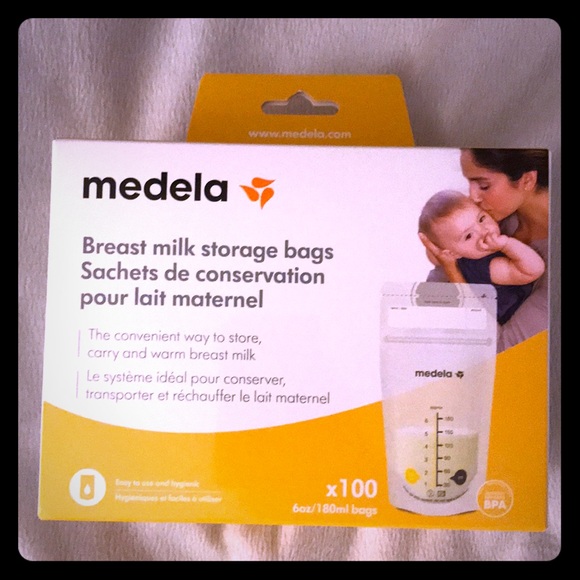 www.medela.com
medela
Breast milk storage bags
Sachets de conservation
pour lait maternel
The convenient way to store,
carry and warm breast milk
Le système idéal pour conserver,
transporter et réchauffer le lait maternel
medela
Easy to use and hygienic
Hygiéniques et faciles à utiliser
x100
6oz/180ml bags
BPA